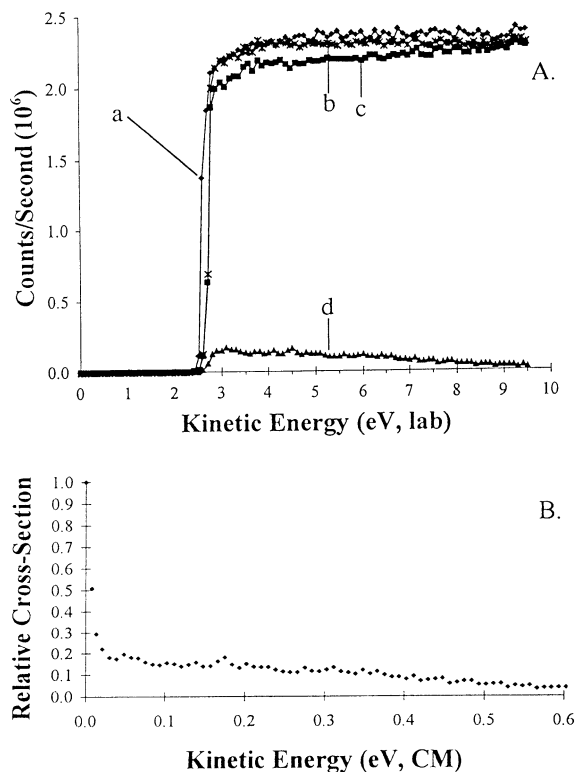 2.5
A.
2.0
b c
a
1.5
Counts/Second (10⁶)
1.0
0.5
d
0.0
0 1 2 3 4 5 6 7 8 9 10
Kinetic Energy (eV, lab)
1.0
B.
0.9
0.8
0.7
0.6
0.5
0.4
0.3
0.2
0.1
0.0
Relative Cross-Section
0.0 0.1 0.2 0.3 0.4 0.5 0.6
Kinetic Energy (eV, CM)